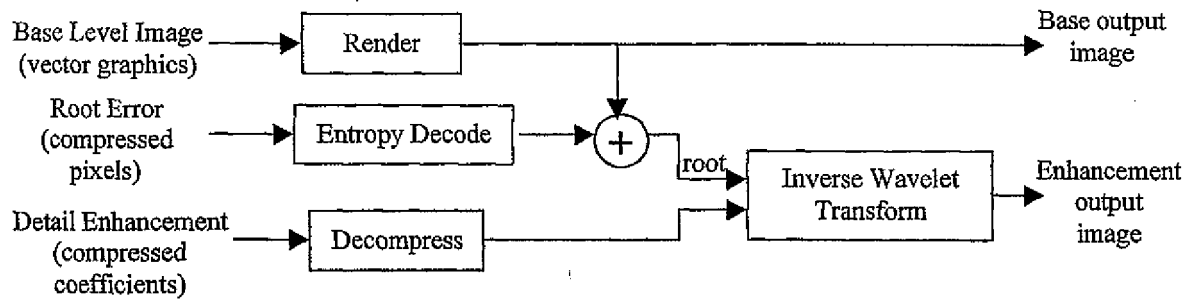 Base Level Image
(vector graphics)
Render
Base output
image
Root Error
(compressed
pixels)
Entropy Decode
+
root
Inverse Wavelet
Transform
Enhancement
output
image
Detail Enhancement
(compressed
coefficients)
Decompress